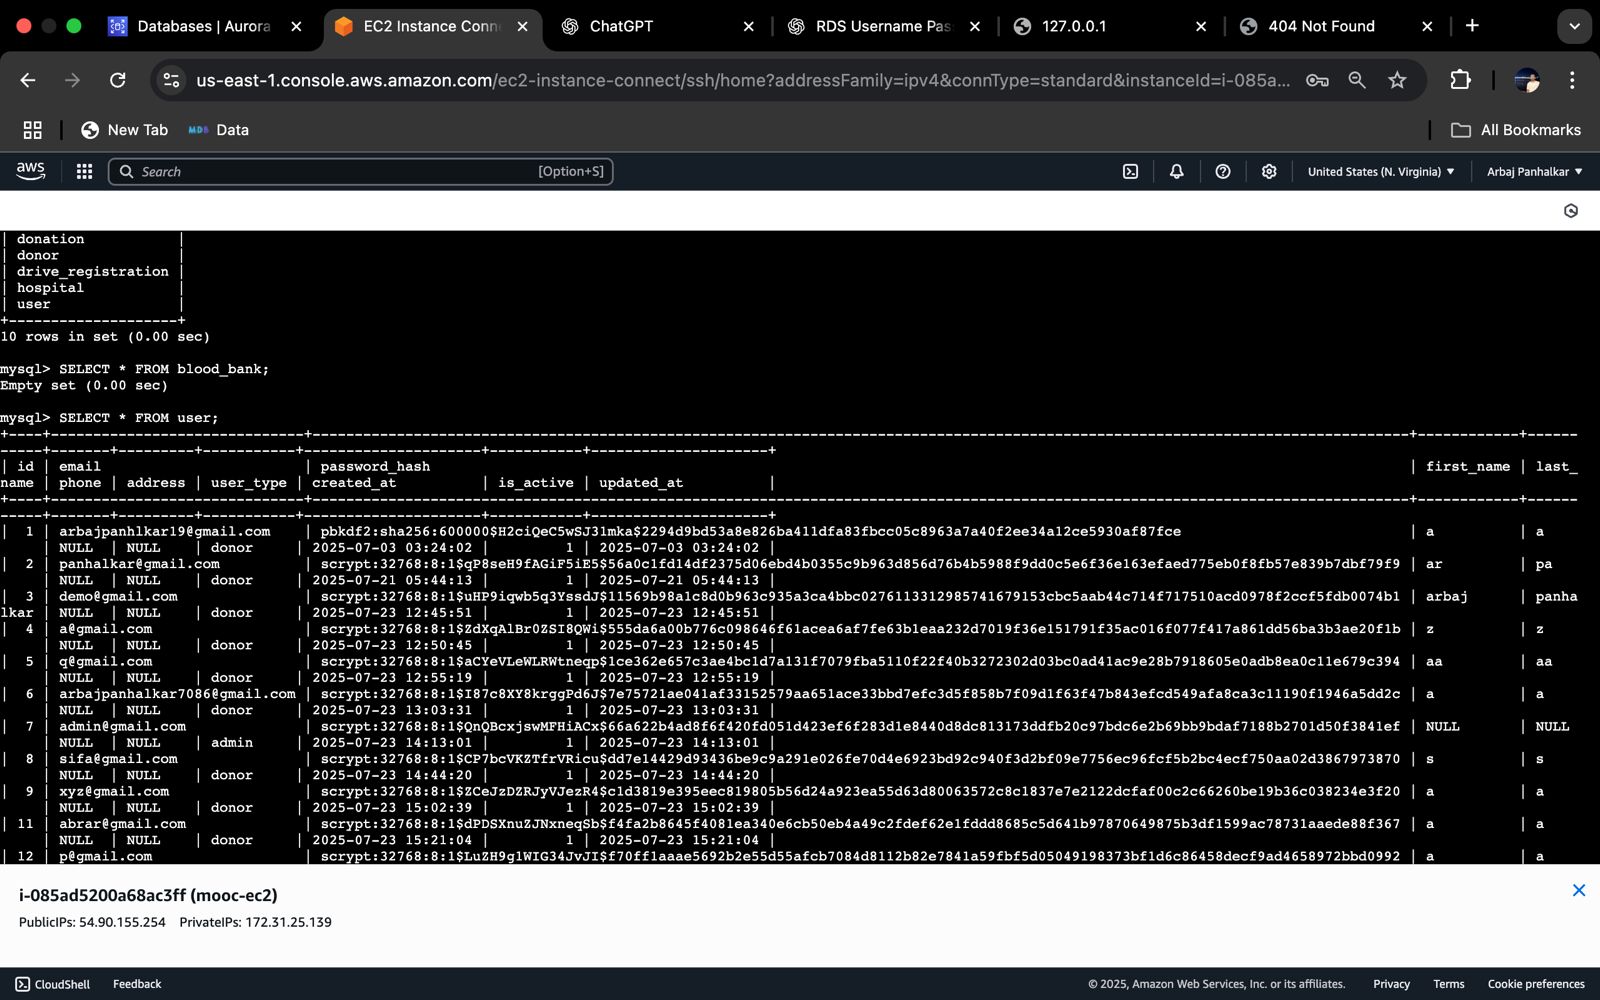 Databases | Aurora
EC2 Instance Conne
ChatGPT
RDS Username Pas
127.0.0.1
404 Not Found
us-east-1.console.aws.amazon.com/ec2-instance-connect/ssh/home?addressFamily=ipv4&connType=standard&instanceId=i-085a...
New Tab
MDB Data
All Bookmarks
aws
Search [Option+S]
United States (N. Virginia)
Arbaj Panhalkar
| donation |
| donor |
| drive_registration |
| hospital |
| user |
+--------------------+
10 rows in set (0.00 sec)
mysql> SELECT * FROM blood_bank;
Empty set (0.00 sec)
mysql> SELECT * FROM user;
| id | email | password_hash | first_name | last_
name | phone | address | user_type | created_at | is_active | updated_at |
| 1 | arbajpanhlkar19@gmail.com | pbkdf2:sha256:600000$H2ciQeC5wSJ31mka$2294d9bd53a8e826ba411dfa83fbcc05c8963a7a40f2ee34a12ce5930af87fce | a | a
| NULL | NULL | donor | 2025-07-03 03:24:02 | 1 | 2025-07-03 03:24:02 |
| 2 | panhalkar@gmail.com | scrypt:32768:8:1$qP8seH9fAGiF5iE5$56a0c1fd14df2375d06ebd4b0355c9b963d856d76b4b5988f9dd0c5e6f36e163efaed775eb0f8fb57e839b7dbf79f9 | ar | pa
| NULL | NULL | donor | 2025-07-21 05:44:13 | 1 | 2025-07-21 05:44:13 |
| 3 | demo@gmail.com | scrypt:32768:8:1$uHP9iqwb5q3YssdJ$11569b98a1c8d0b963c935a3ca4bbc0276113312985741679153cbc5aab44c714f717510acd0978f2ccf5fdb0074b1 | arbaj | panha
lkar | NULL | NULL | donor | 2025-07-23 12:45:51 | 1 | 2025-07-23 12:45:51 |
| 4 | a@gmail.com | scrypt:32768:8:1$ZdXqAlBr0ZSI8QWi$555da6a00b776c098646f61acea6af7fe63b1eaa232d7019f36e151791f35ac016f077f417a861dd56ba3b3ae20f1b | z | z
| NULL | NULL | donor | 2025-07-23 12:50:45 | 1 | 2025-07-23 12:50:45 |
| 5 | q@gmail.com | scrypt:32768:8:1$aCYeVLeWLRWtneqp$1ce362e657c3ae4bc1d7a131f7079fba5110f22f40b3272302d03bc0ad41ac9e28b7918605e0adb8ea0c11e679c394 | aa | aa
| NULL | NULL | donor | 2025-07-23 12:55:19 | 1 | 2025-07-23 12:55:19 |
| 6 | arbajpanhalkar7086@gmail.com | scrypt:32768:8:1$I87c8XY8krggPd6J$7e75721ae041af33152579aa651ace33bbd7efc3d5f858b7f09d1f63f47b843efcd549afa8ca3c11190f1946a5dd2c | a | a
| NULL | NULL | donor | 2025-07-23 13:03:31 | 1 | 2025-07-23 13:03:31 |
| 7 | admin@gmail.com | scrypt:32768:8:1$QnQBcxjswMFHiACx$66a622b4ad8f6f420fd051d423ef6f283d1e8440d8dc813173ddfb20c97bdc6e2b69bb9bdaf7188b2701d50f3841ef | NULL | NULL
| NULL | NULL | admin | 2025-07-23 14:13:01 | 1 | 2025-07-23 14:13:01 |
| 8 | sifa@gmail.com | scrypt:32768:8:1$CP7bcVKZTfrVRicu$dd7e14429d93436be9c9a291e026fe70d4e6923bd92c940f3d2bf09e7756ec96fcf5b2bc4ecf750aa02d3867973870 | s | s
| NULL | NULL | donor | 2025-07-23 14:44:20 | 1 | 2025-07-23 14:44:20 |
| 9 | xyz@gmail.com | scrypt:32768:8:1$ZCeJzDZRJyVJezR4$c1d3819e395eec819805b56d24a923ea55d63d80063572c8c1837e7e2122dcfaf00c2c66260be19b36c038234e3f20 | a | a
| NULL | NULL | donor | 2025-07-23 15:02:39 | 1 | 2025-07-23 15:02:39 |
| 11 | abrar@gmail.com | scrypt:32768:8:1$dPDSXnuZJNxneqSb$f4fa2b8645f4081ea340e6cb50eb4a49c2fdef62e1fddd8685c5d641b97870649875b3df1599ac78731aaede88f367 | a | a
| NULL | NULL | donor | 2025-07-23 15:21:04 | 1 | 2025-07-23 15:21:04 |
| 12 | p@gmail.com | scrypt:32768:8:1$LuZH9g1WIG34JvJI$f70ff1aaae5692b2e55d55afcb7084d8112b82e7841a59fbf5d05049198373bf1d6c86458decf9ad4658972bbd0992 | a | a
i-085ad5200a68ac3ff (mooc-ec2)
PublicIPs: 54.90.155.254 PrivateIPs: 172.31.25.139
CloudShell Feedback © 2025, Amazon Web Services, Inc. or its affiliates. Privacy Terms Cookie preferences